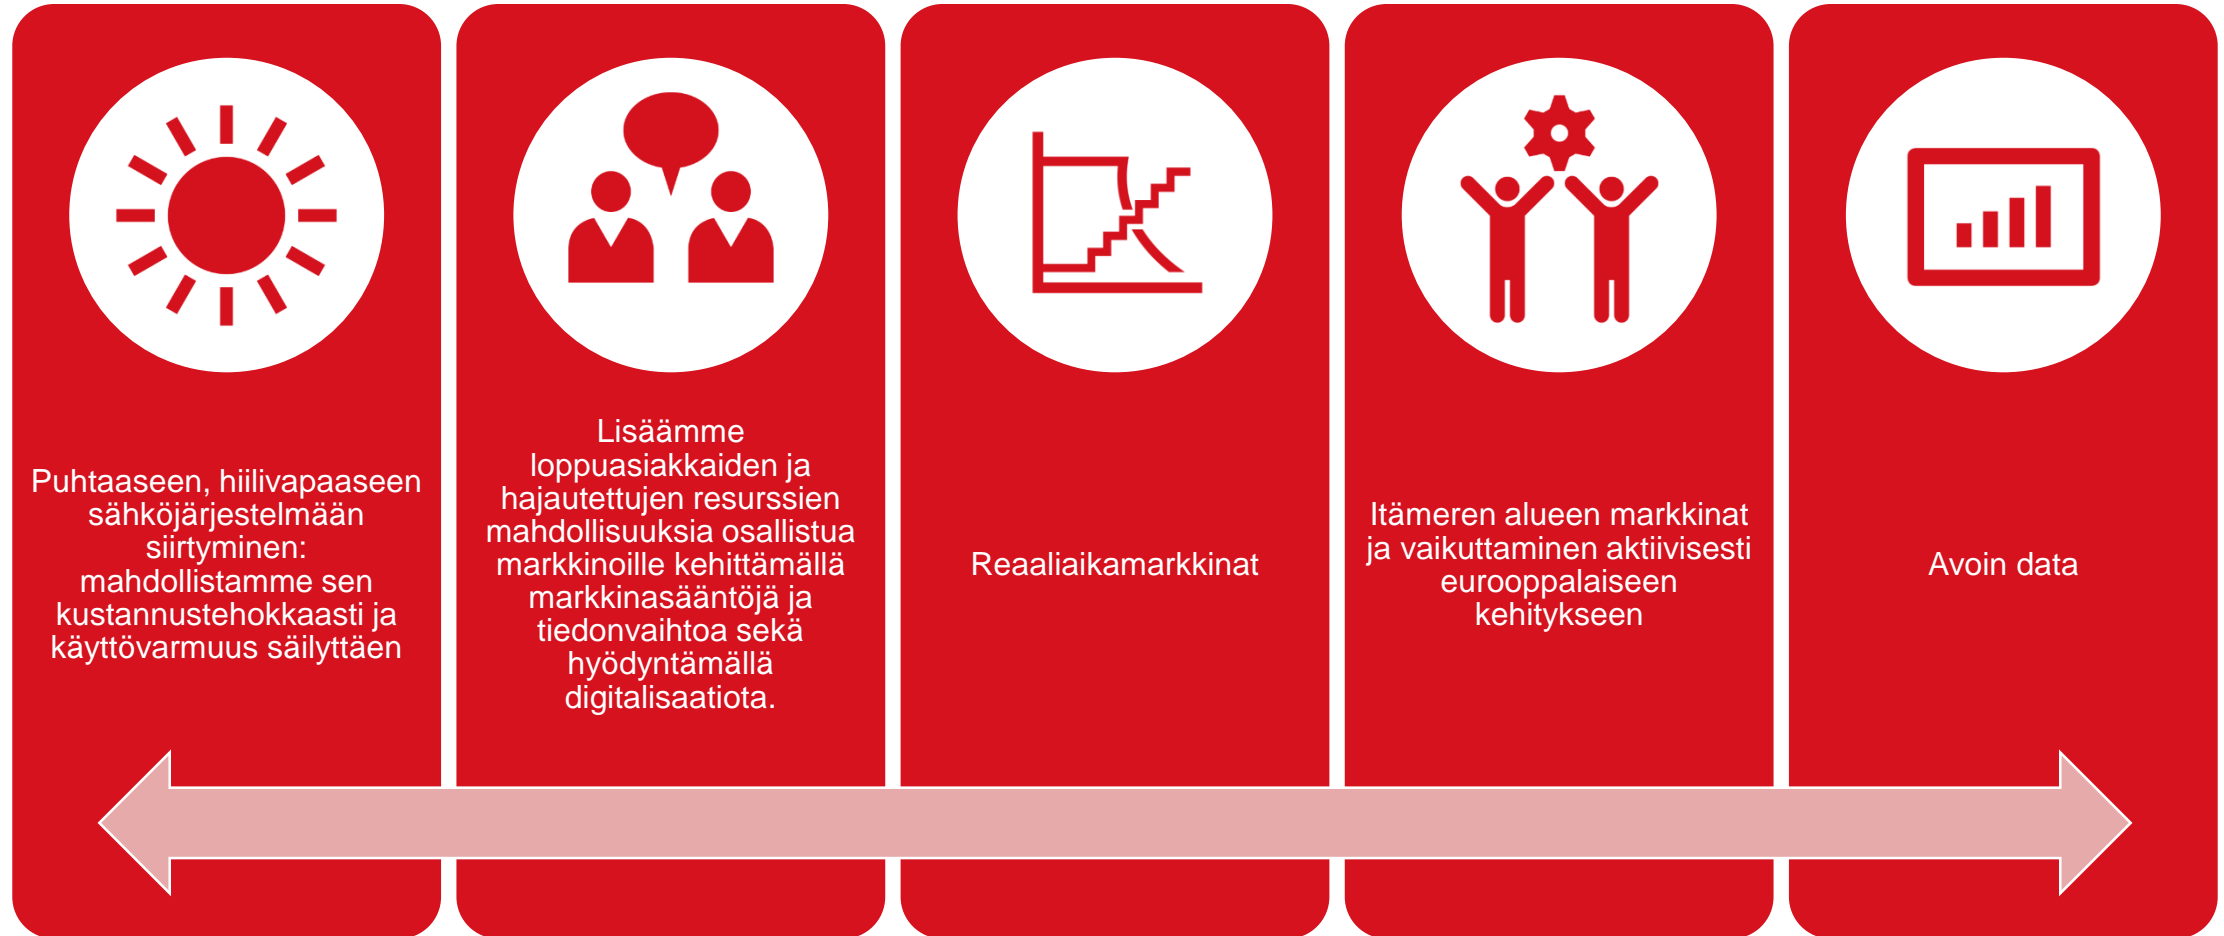 Puhtaaseen, hiilivapaaseen
sähköjärjestelmään
siirtyminen:
mahdollistamme sen
kustannustehokkaasti ja
käyttövarmuus säilyttäen
Lisäämme
loppuasiakkaiden ja
hajautettujen resurssien
mahdollisuuksia osallistua
markkinoille kehittämällä
markkinasääntöjä ja
tiedonvaihtoa sekä
hyödyntämällä
digitalisaatiota.
Reaaliaikamarkkinat
Itämeren alueen markkinat
ja vaikuttaminen aktiivisesti
eurooppalaiseen
kehitykseen
Avoin data